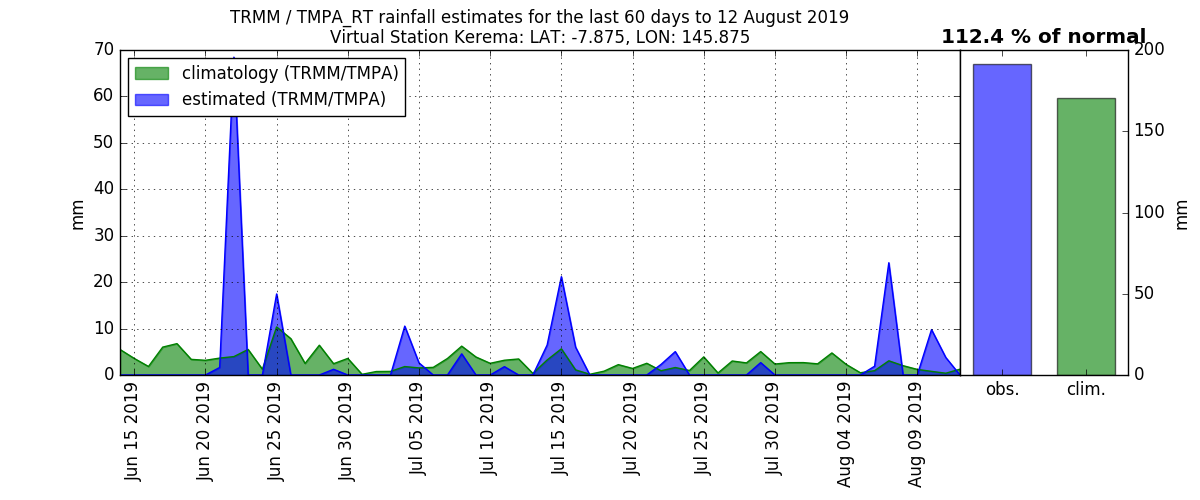 TRMM / TMPA_RT rainfall estimates for the last 60 days to 12 August 2019
Virtual Station Kerema: LAT: -7.875, LON: 145.875
112.4 % of normal
climatology (TRMM/TMPA)
estimated (TRMM/TMPA)
70
60
50
40
30
20
10
0
mm
Jun 15 2019
Jun 20 2019
Jun 25 2019
Jun 30 2019
Jul 05 2019
Jul 10 2019
Jul 15 2019
Jul 20 2019
Jul 25 2019
Jul 30 2019
Aug 04 2019
Aug 09 2019
obs.
clim.
200
150
100
50
0
mm